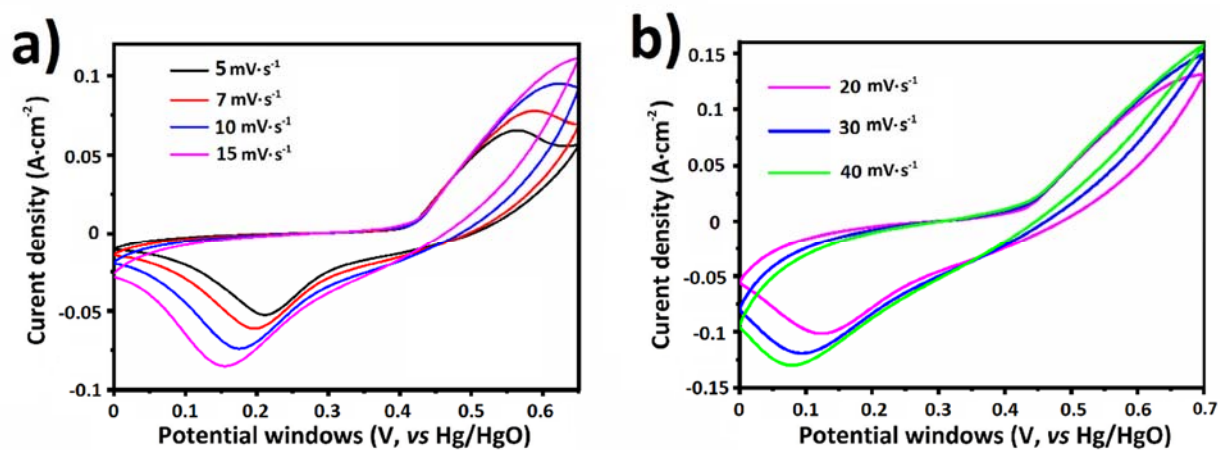 a)
5 mV·s⁻¹
7 mV·s⁻¹
10 mV·s⁻¹
15 mV·s⁻¹
0.1
0.05
0
-0.05
-0.1
Curent density (A·cm⁻²)
0 0.1 0.2 0.3 0.4 0.5 0.6
Potential windows (V, vs Hg/HgO)
b)
20 mV·s⁻¹
30 mV·s⁻¹
40 mV·s⁻¹
0.15
0.10
0.05
0
-0.05
-0.1
-0.15
Curent density (A·cm⁻²)
0 0.1 0.2 0.3 0.4 0.5 0.6 0.7
Potential windows (V, vs Hg/HgO)